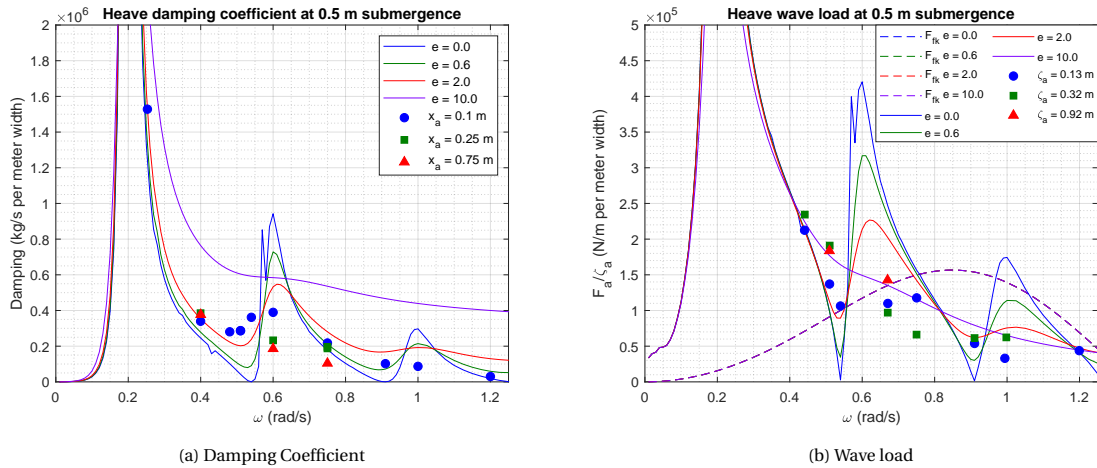 Heave damping coefficient at 0.5 m submergence
×10⁶
2
1.8
1.6
1.4
1.2
1
0.8
0.6
0.4
0.2
0
Damping (kg/s per meter width)
0 0.2 0.4 0.6 0.8 1 1.2
ω (rad/s)
e = 0.0
e = 0.6
e = 2.0
e = 10.0
x_a = 0.1 m
x_a = 0.25 m
x_a = 0.75 m
(a) Damping Coefficient
Heave wave load at 0.5 m submergence
×10⁵
5
4.5
4
3.5
3
2.5
2
1.5
1
0.5
0
F_a/ζ_a (N/m per meter width)
0 0.2 0.4 0.6 0.8 1 1.2
ω (rad/s)
F_fk e = 0.0
F_fk e = 0.6
F_fk e = 2.0
F_fk e = 10.0
e = 0.0
e = 0.6
e = 2.0
e = 10.0
ζ_a = 0.13 m
ζ_a = 0.32 m
ζ_a = 0.92 m
(b) Wave load